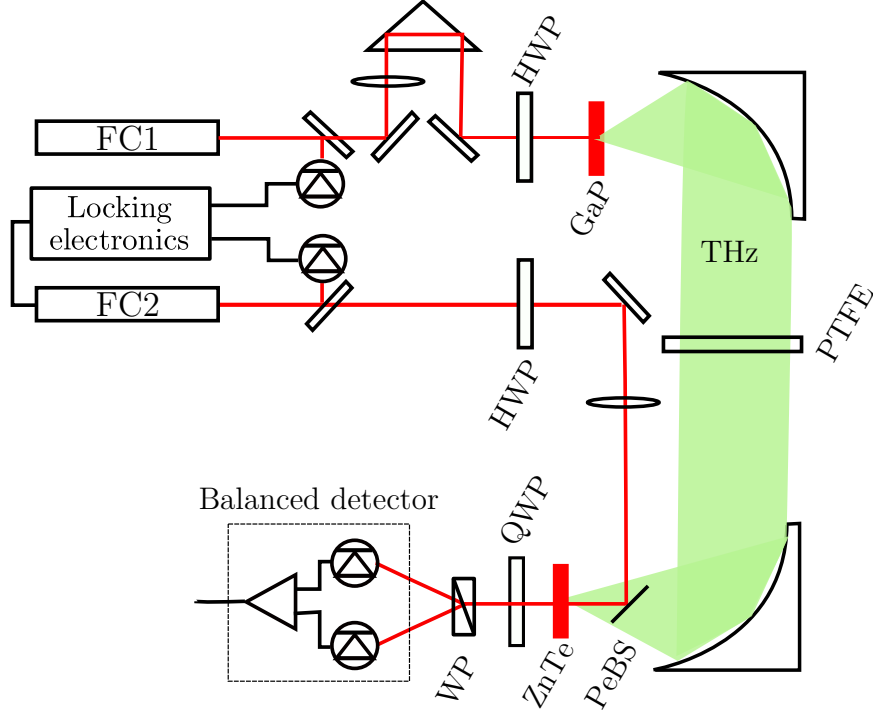 HWP
FC1
GaP
Locking
electronics
THz
FC2
PTFE
HWP
Balanced detector
QWP
WP
ZnTe
PeBS